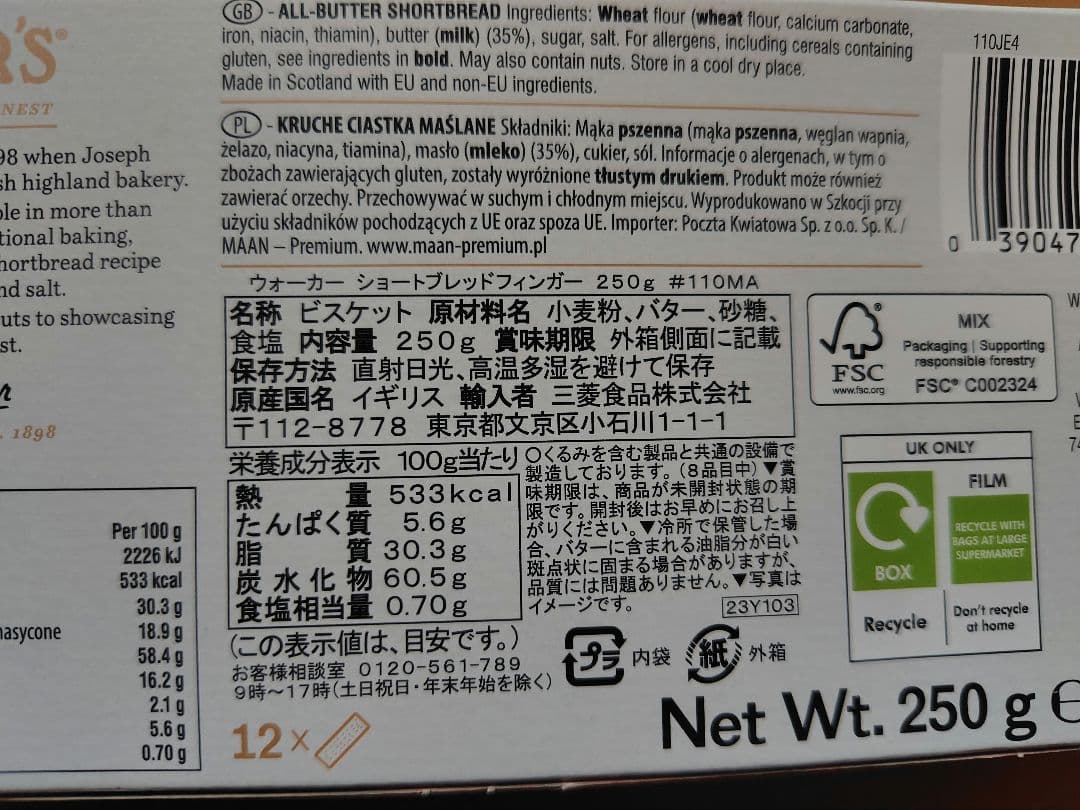 R'S®
NEST
98 when Joseph
sh highland bakery.
ble in more than
tional baking,
hortbread recipe
nd salt.
uts to showcasing
st.
. 1898
Per 100 g
2226 kJ
533 kcal
30.3 g
nasycone 18.9 g
58.4 g
16.2 g
2.1 g
5.6 g
0.70 g
GB - ALL-BUTTER SHORTBREAD Ingredients: Wheat flour (wheat flour, calcium carbonate,
iron, niacin, thiamin), butter (milk) (35%), sugar, salt. For allergens, including cereals containing
gluten, see ingredients in bold. May also contain nuts. Store in a cool dry place.
Made in Scotland with EU and non-EU ingredients.
PL - KRUCHE CIASTKA MAŚLANE Składniki: Mąka pszenna (mąka pszenna, węglan wapnia,
żelazo, niacyna, tiamina), masło (mleko) (35%), cukier, sól. Informacje o alergenach, w tym o
zbożach zawierających gluten, zostały wyróżnione tłustym drukiem. Produkt może również
zawierać orzechy. Przechowywać w suchym i chłodnym miejscu. Wyprodukowano w Szkocji przy
użyciu składników pochodzących z UE oraz spoza UE. Importer: Poczta Kwiatowa Sp. z o.o. Sp. K. /
MAAN – Premium. www.maan-premium.pl
ウォーカー ショートブレッドフィンガー 250g #110MA
名称 ビスケット 原材料名 小麦粉、バター、砂糖、
食塩 内容量 250g 賞味期限 外箱側面に記載
保存方法 直射日光、高温多湿を避けて保存
原産国名 イギリス 輸入者 三菱食品株式会社
〒112-8778 東京都文京区小石川1-1-1
栄養成分表示 100g当たり
熱 量 533kcal
たんぱく質 5.6g
脂 質 30.3g
炭水化物 60.5g
食塩相当量 0.70g
(この表示値は、目安です。)
お客様相談室 0120-561-789
9時〜17時(土日祝日・年末年始を除く)
〇くるみを含む製品と共通の設備で
製造しております。(8品目中)▼賞
味期限は、商品が未開封状態の期
限です。開封後はお早めにお召し上
がりください。▼冷所で保管した場
合、バターに含まれる油脂分が白い
斑点状に固まる場合がありますが、
品質には問題ありません。▼写真は
イメージです。
23Y103
プラ 内袋 紙 外箱
12×
Net Wt. 250 g e
110JE4
0 39047
FSC®
www.fsc.org
MIX
Packaging | Supporting
responsible forestry
FSC® C002324
UK ONLY
BOX
Recycle
FILM
RECYCLE WITH
BAGS AT LARGE
SUPERMARKET
Don't recycle
at home
W
74